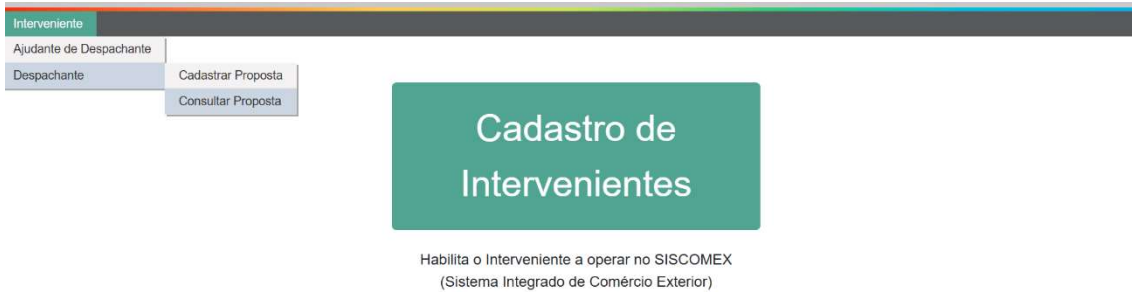 Interveniente
Ajudante de Despachante
Despachante
Cadastrar Proposta
Consultar Proposta
Cadastro de
Intervenientes
Habilita o Interveniente a operar no SISCOMEX
(Sistema Integrado de Comércio Exterior)